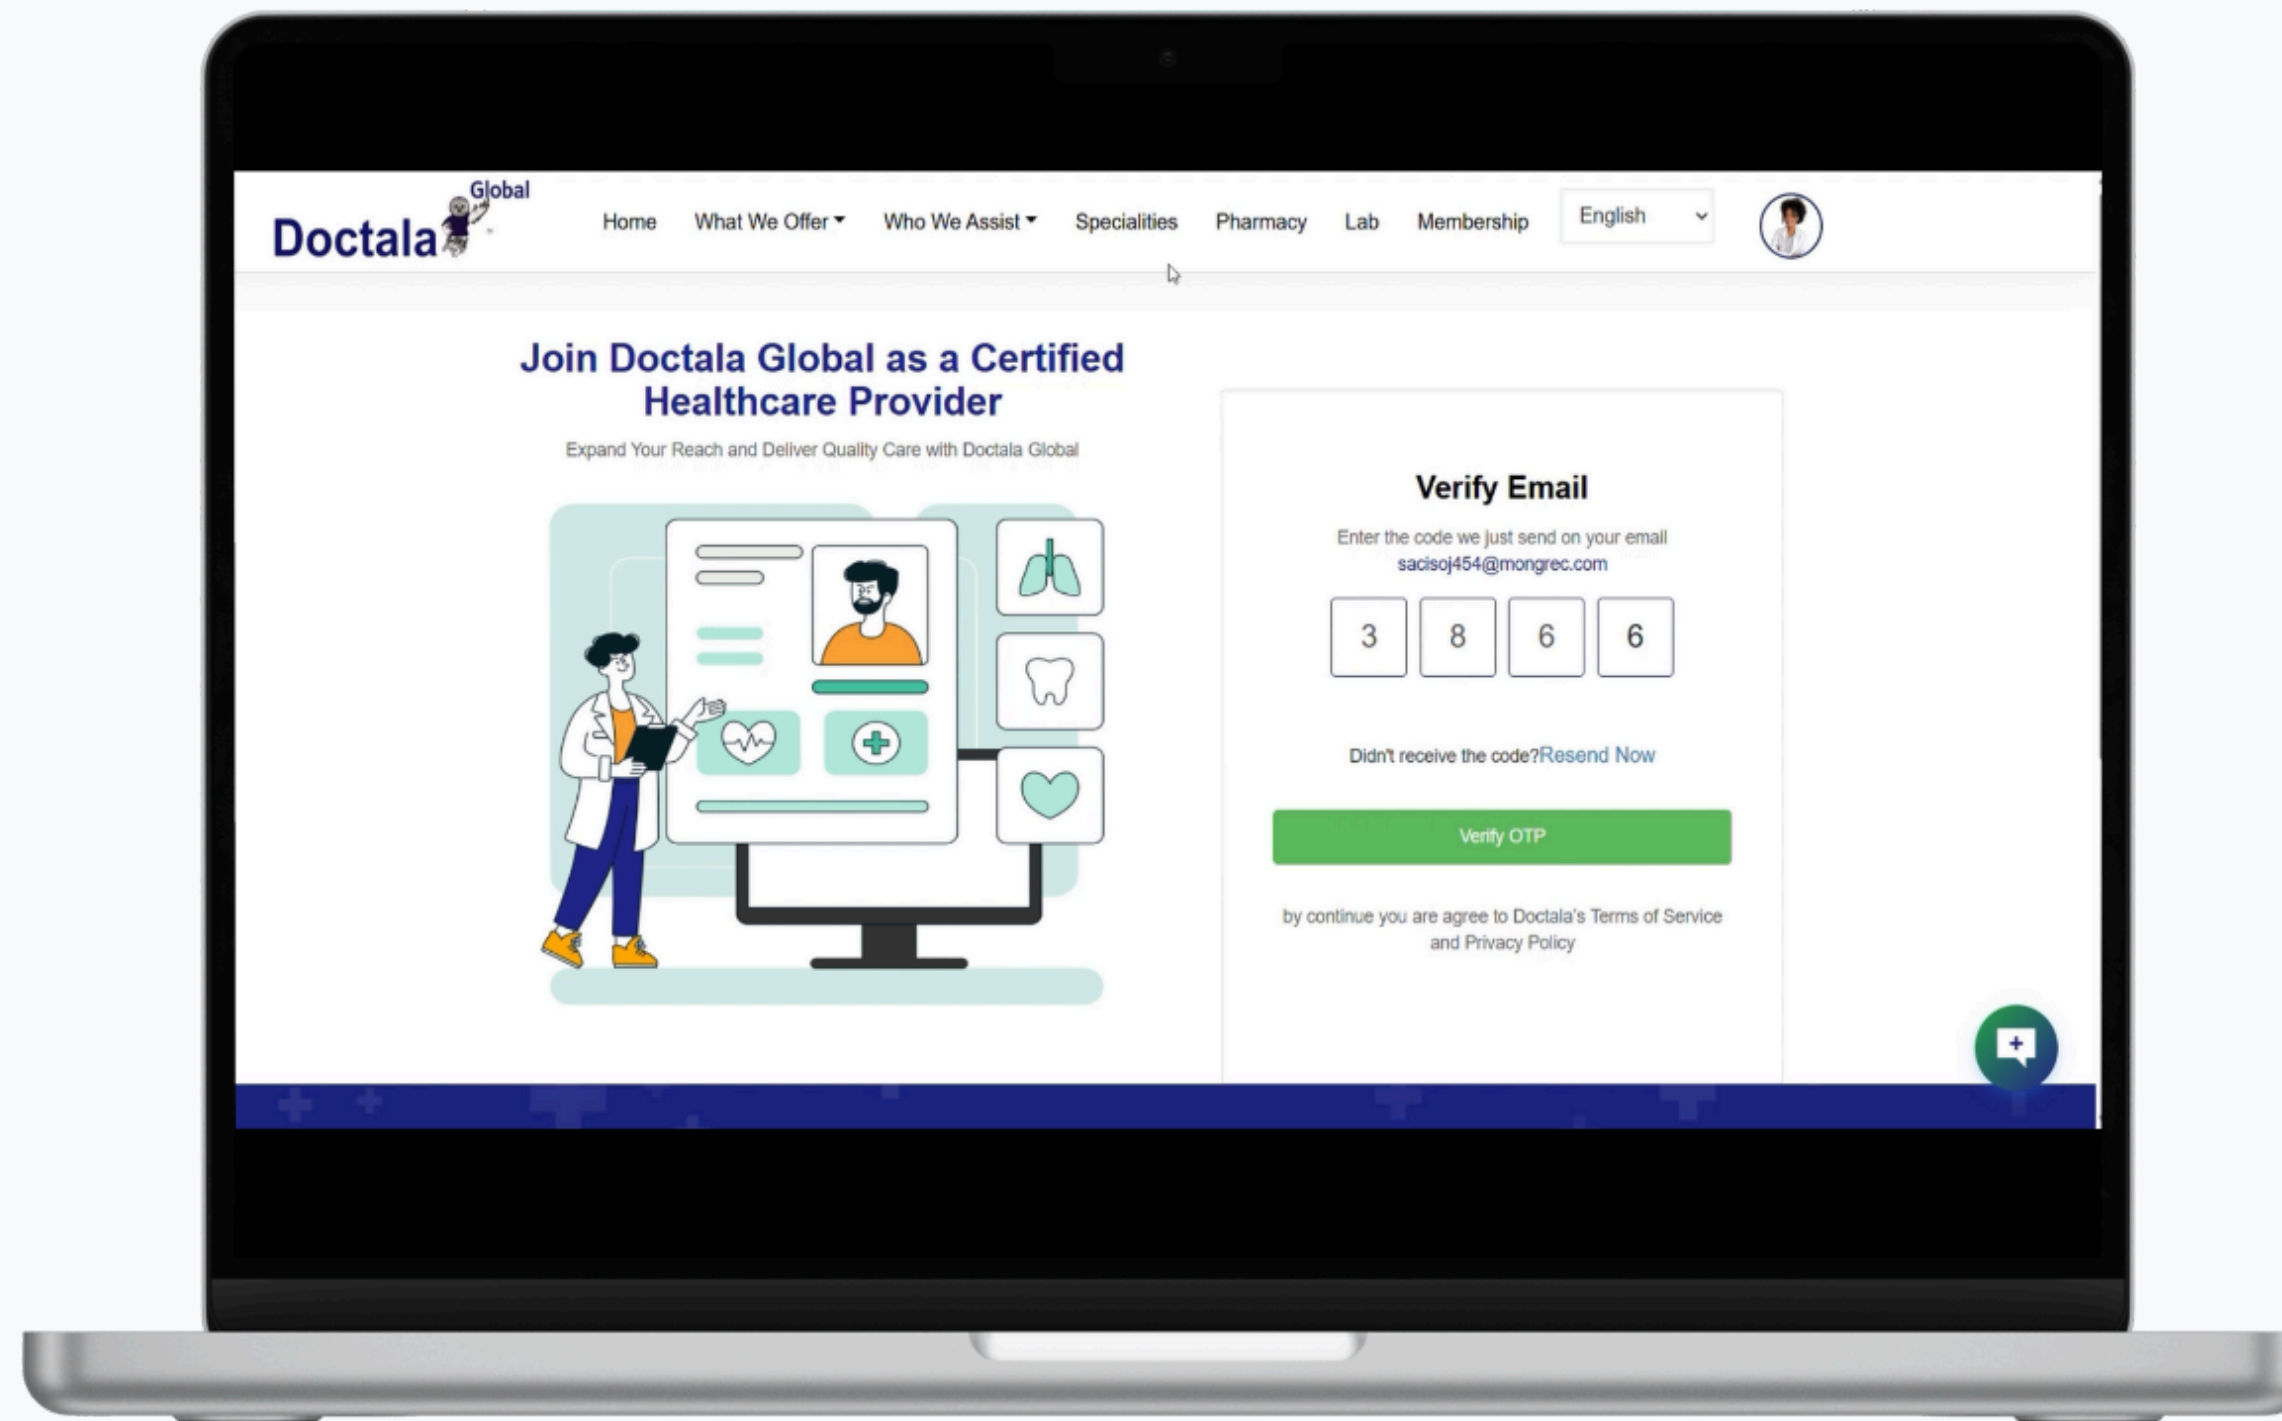 Global
Doctala
Home What We Offer Who We Assist Specialities Pharmacy Lab Membership English
Join Doctala Global as a Certified
Healthcare Provider
Expand Your Reach and Deliver Quality Care with Doctala Global
Verify Email
Enter the code we just send on your email
sacisoj454@mongrec.com
3 8 6 6
Didn't receive the code?Resend Now
Verify OTP
by continue you are agree to Doctala's Terms of Service
and Privacy Policy